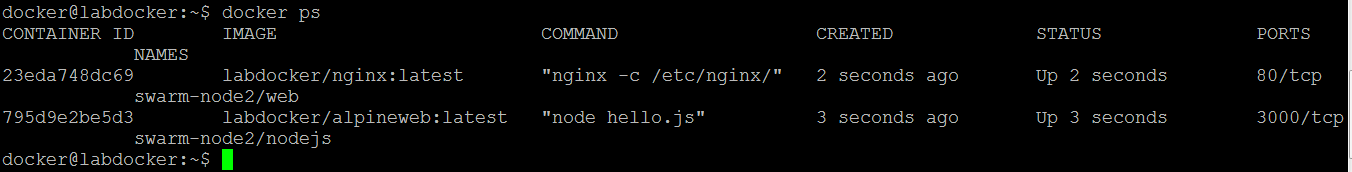 docker@labdocker:~$ docker ps
CONTAINER ID        IMAGE                       COMMAND                  CREATED             STATUS              PORTS
            NAMES
23eda748dc69        labdocker/nginx:latest      "nginx -c /etc/nginx/"   2 seconds ago       Up 2 seconds        80/tcp
            swarm-node2/web
795d9e2be5d3        labdocker/alpineweb:latest   "node hello.js"          3 seconds ago       Up 3 seconds        3000/tcp
            swarm-node2/nodejs
docker@labdocker:~$